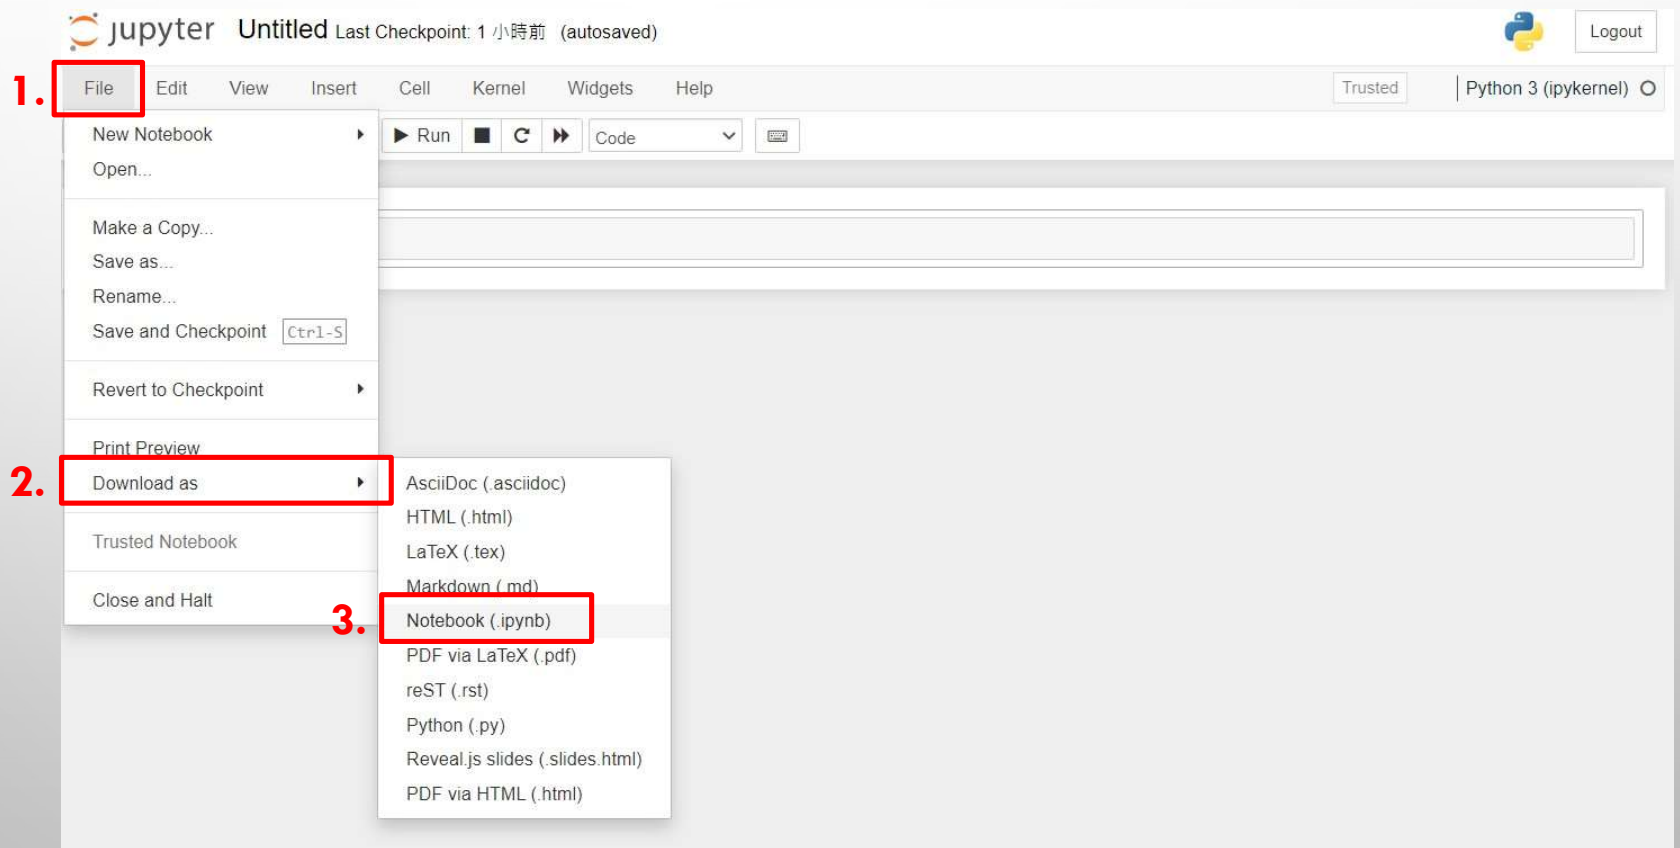 jupyter Untitled Last Checkpoint: 1 小時前 (autosaved)
Logout
1.
File Edit View Insert Cell Kernel Widgets Help
Trusted
Python 3 (ipykernel)
New Notebook
Run
Code
Open...
Make a Copy...
Save as...
Rename...
Save and Checkpoint Ctrl-S
Revert to Checkpoint
Print Preview
2.
Download as
Trusted Notebook
Close and Halt
AsciiDoc (.asciidoc)
HTML (.html)
LaTeX (.tex)
Markdown (.md)
3.
Notebook (.ipynb)
PDF via LaTeX (.pdf)
reST (.rst)
Python (.py)
Reveal.js slides (.slides.html)
PDF via HTML (.html)